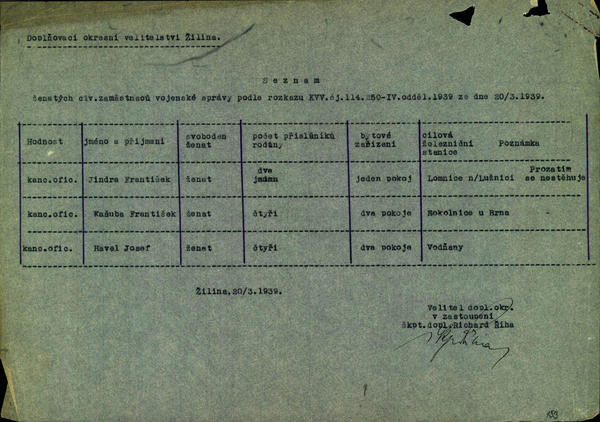 Doplňovací okresní velitelství Žilina.
Seznam
ženatých civ.zaměstnaců vojenské správy podle rozkazu KVV.čj.114.250-IV.odděl.1939 ze dne 20/3.1939.
Hodnost jméno a příjmení svoboden ženat počet příslušníků rodiny bytové zařízení cílová železniční stanice Poznámka
kanc.ofic. Jindra František ženat dva jeden pokoj Lomnice n/Lužnicí Prozatím se nestěhuje
kanc.ofic. Kašuba František ženat čtyři dva pokoje Rokolnice u Brna -
kanc.ofic. Havel Josef ženat čtyři dva pokoje Vodňany
Žilina,20/3.1939.
Velitel dopl.okr.
v zastoupení
škpt.dopl.Richard Říha
153